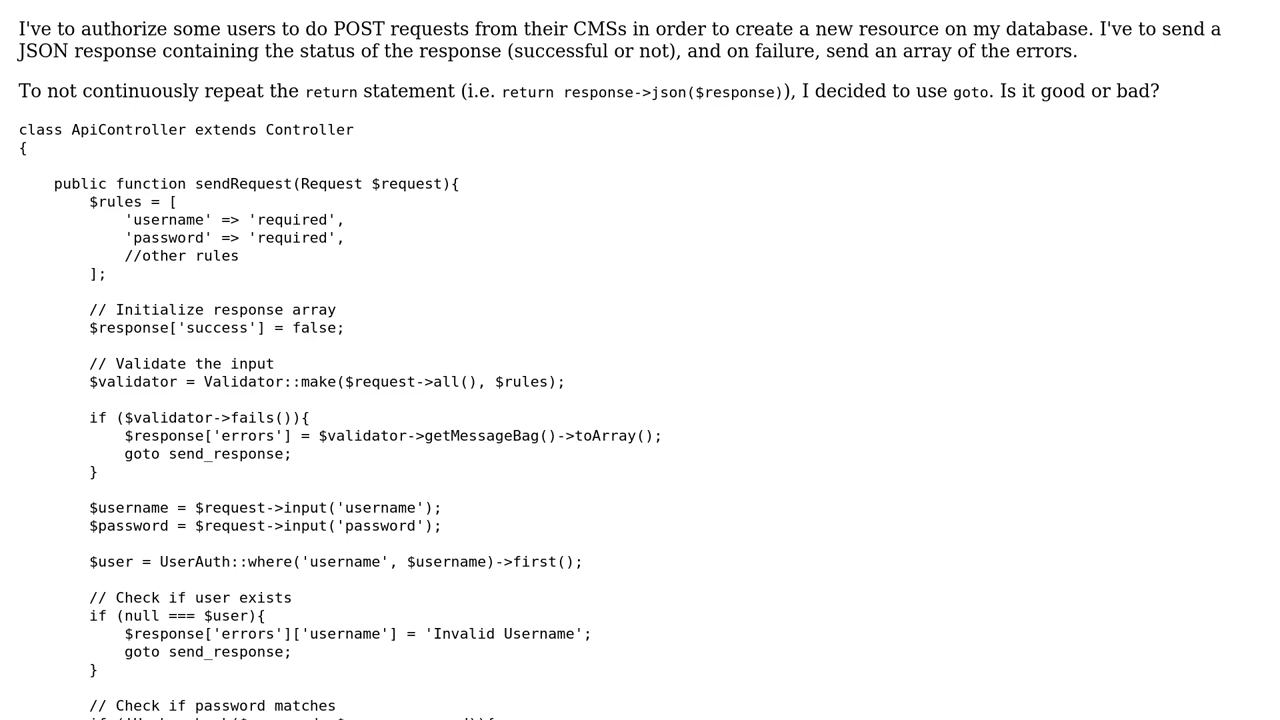 I've to authorize some users to do POST requests from their CMSs in order to create a new resource on my database. I've to send a
JSON response containing the status of the response (successful or not), and on failure, send an array of the errors.
To not continuously repeat the return statement (i.e. return response->json($response)), I decided to use goto. Is it good or bad?
class ApiController extends Controller
{
    public function sendRequest(Request $request){
        $rules = [
            'username' => 'required',
            'password' => 'required',
            //other rules
        ];
        // Initialize response array
        $response['success'] = false;
        // Validate the input
        $validator = Validator::make($request->all(), $rules);
        if ($validator->fails()){
            $response['errors'] = $validator->getMessageBag()->toArray();
            goto send_response;
        }
        $username = $request->input('username');
        $password = $request->input('password');
        $user = UserAuth::where('username', $username)->first();
        // Check if user exists
        if (null === $user){
            $response['errors']['username'] = 'Invalid Username';
            goto send_response;
        }
        // Check if password matches